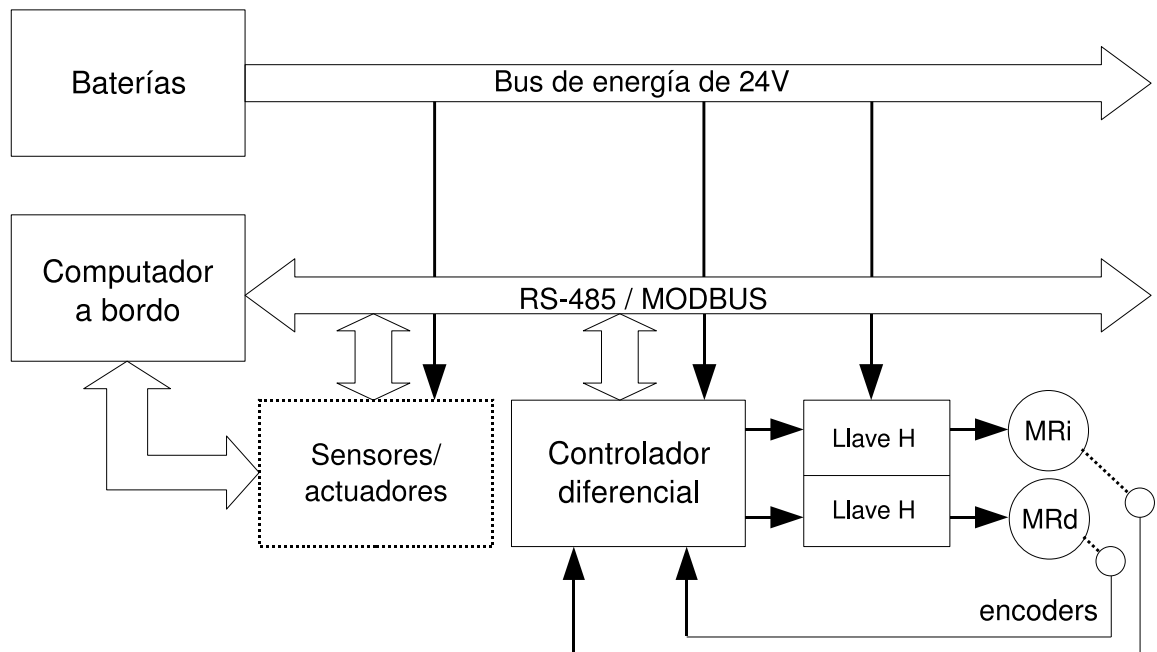 Baterías
Bus de energía de 24V
Computador
a bordo
RS-485 / MODBUS
Sensores/
actuadores
Controlador
diferencial
Llave H
Llave H
MRi
MRd
encoders